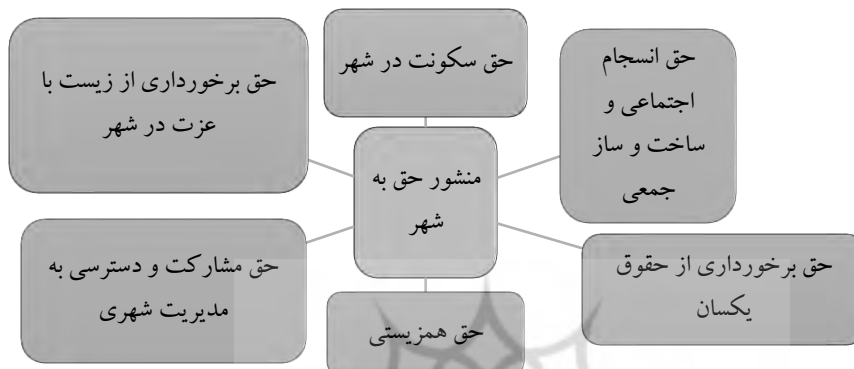 حق سکونت در شهر
حق انسجام
اجتماعی و
ساخت و ساز
جمعی
حق برخورداری از زیست با
عزت در شهر
منشور حق به
شهر
حق برخورداری از حقوق
یکسان
حق مشارکت و دسترسی به
مدیریت شهری
حق همزیستی